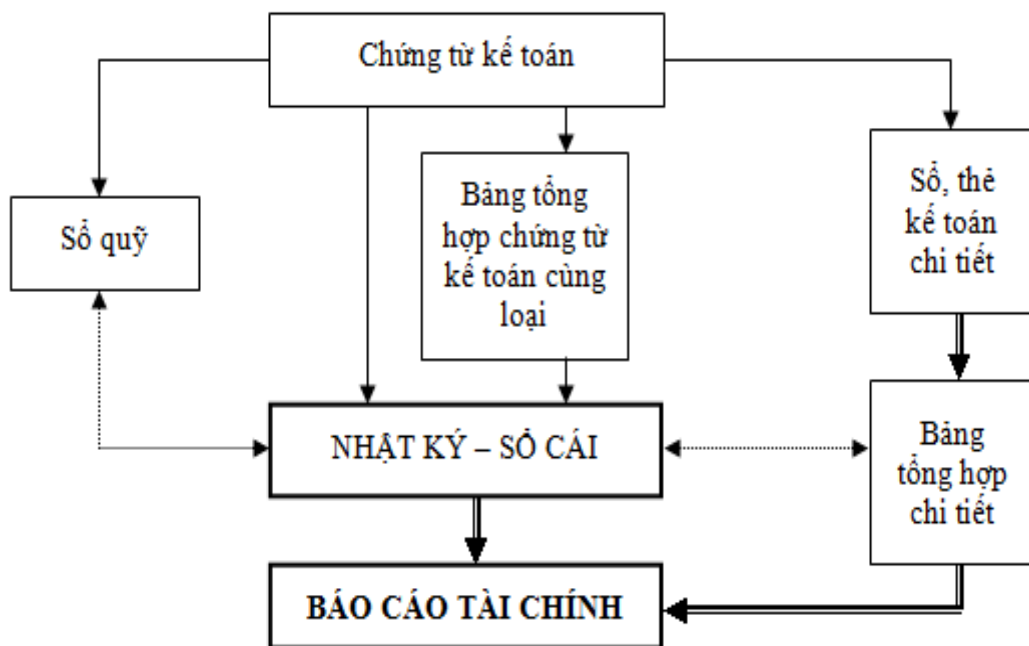 Chứng từ kế toán
Sổ quỹ
Bảng tổng
hợp chứng từ
kế toán cùng
loại
Sổ, thẻ
kế toán
chi tiết
NHẬT KÝ – SỔ CÁI
Bảng
tổng hợp
chi tiết
BÁO CÁO TÀI CHÍNH